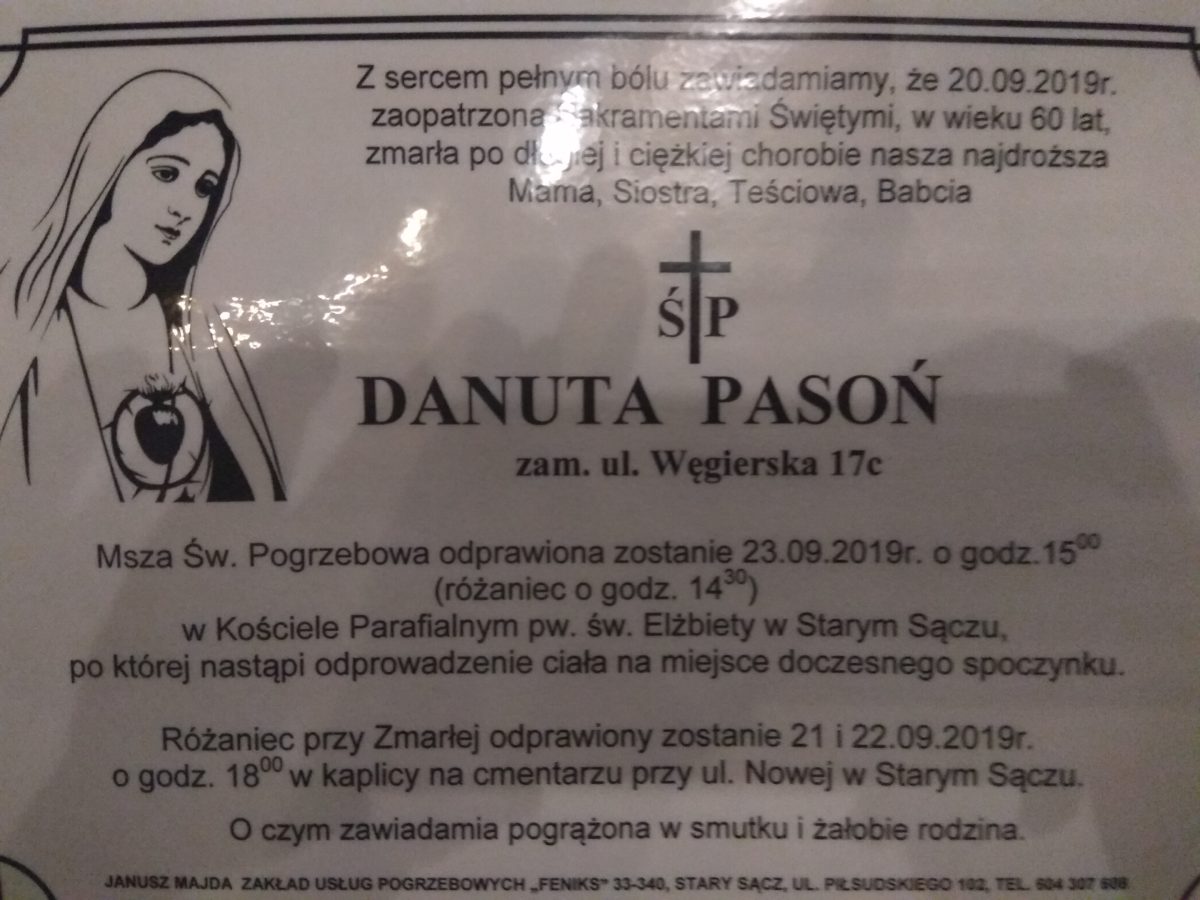 Z sercem pełnym bólu zawiadamiamy, że 20.09.2019r.
zaopatrzona Sakramentami Świętymi, w wieku 60 lat,
zmarła po długiej i ciężkiej chorobie nasza najdroższa
Mama, Siostra, Teściowa, Babcia
Ś P
DANUTA PASOŃ
zam. ul. Węgierska 17c
Msza Św. Pogrzebowa odprawiona zostanie 23.09.2019r. o godz.15⁰⁰
(różaniec o godz. 14³⁰)
w Kościele Parafialnym pw. św. Elżbiety w Starym Sączu,
po której nastąpi odprowadzenie ciała na miejsce doczesnego spoczynku.
Różaniec przy Zmarłej odprawiony zostanie 21 i 22.09.2019r.
o godz. 18⁰⁰ w kaplicy na cmentarzu przy ul. Nowej w Starym Sączu.
O czym zawiadamia pogrążona w smutku i żałobie rodzina.
JANUSZ MAJDA ZAKŁAD USŁUG POGRZEBOWYCH „FENIKS” 33-340, STARY SĄCZ, UL. PIŁSUDSKIEGO 102, TEL. 604 307 608